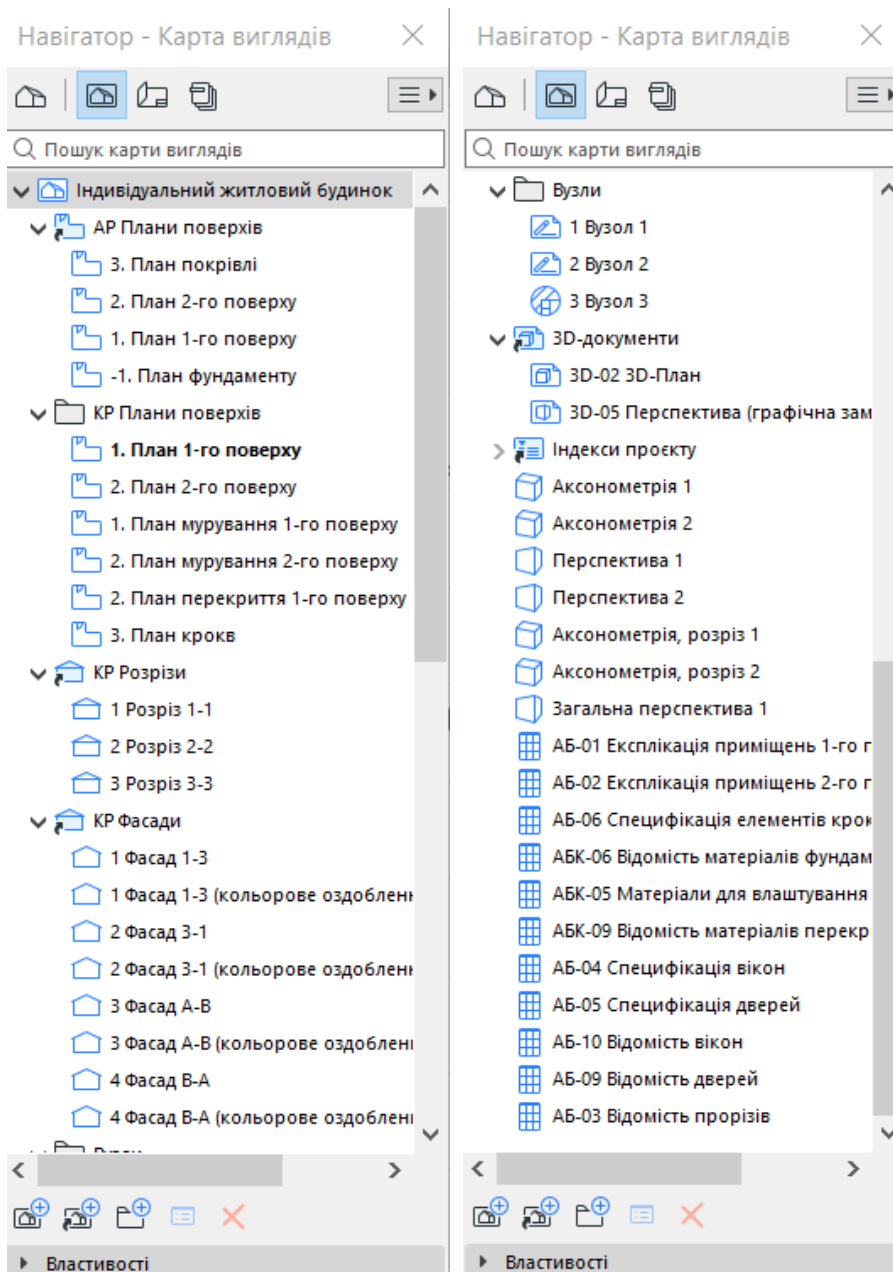 Навігатор - Карта виглядів
Пошук карти виглядів
Індивідуальний житловий будинок
АР Плани поверхів
3. План покрівлі
2. План 2-го поверху
1. План 1-го поверху
-1. План фундаменту
КР Плани поверхів
1. План 1-го поверху
2. План 2-го поверху
1. План мурування 1-го поверху
2. План мурування 2-го поверху
2. План перекриття 1-го поверху
3. План крокв
КР Розрізи
1 Розріз 1-1
2 Розріз 2-2
3 Розріз 3-3
КР Фасади
1 Фасад 1-3
1 Фасад 1-3 (кольорове оздобленн
2 Фасад 3-1
2 Фасад 3-1 (кольорове оздобленн
3 Фасад А-В
3 Фасад А-В (кольорове оздоблені
4 Фасад В-А
4 Фасад В-А (кольорове оздоблені
Властивості
Навігатор - Карта виглядів
Пошук карти виглядів
Вузли
1 Вузол 1
2 Вузол 2
3 Вузол 3
3D-документи
3D-02 3D-План
3D-05 Перспектива (графічна зам
Індекси проєкту
Аксонометрія 1
Аксонометрія 2
Перспектива 1
Перспектива 2
Аксонометрія, розріз 1
Аксонометрія, розріз 2
Загальна перспектива 1
АБ-01 Експлікація приміщень 1-го г
АБ-02 Експлікація приміщень 2-го г
АБ-06 Специфікація елементів крок
АБК-06 Відомість матеріалів фундам
АБК-05 Матеріали для влаштування
АБК-09 Відомість матеріалів перекр
АБ-04 Специфікація вікон
АБ-05 Специфікація дверей
АБ-10 Відомість вікон
АБ-09 Відомість дверей
АБ-03 Відомість прорізів
Властивості